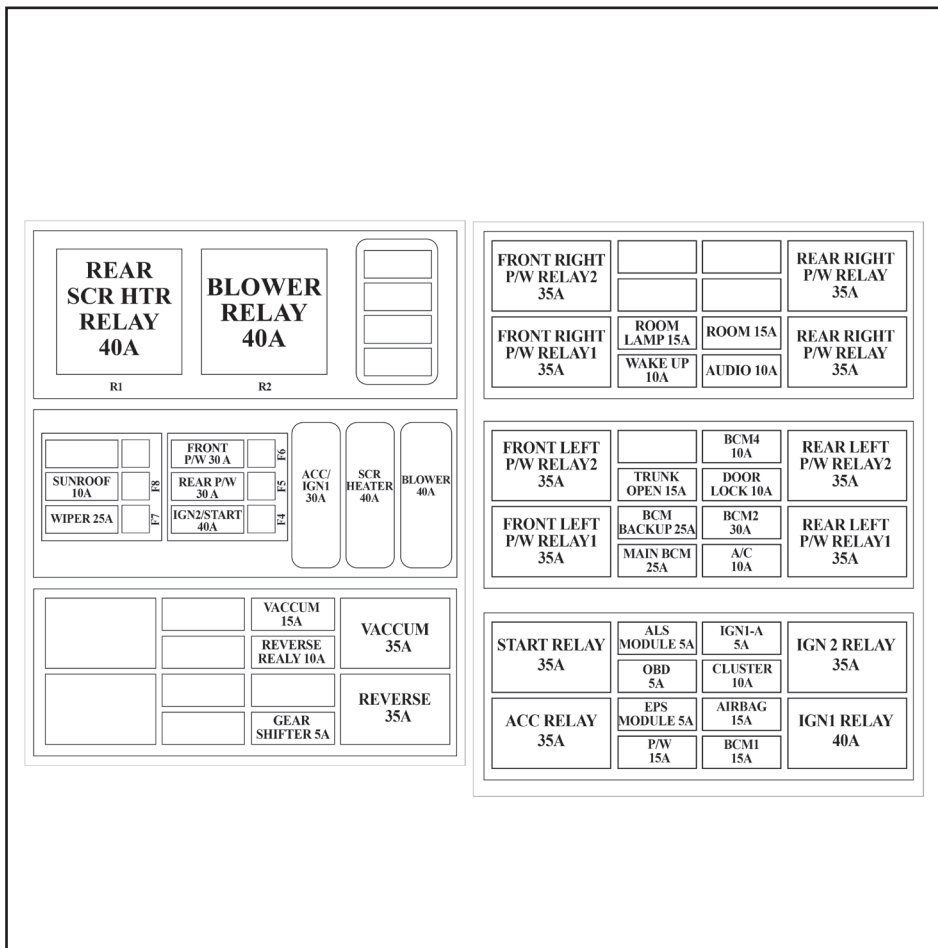 REAR
SCR HTR
RELAY
40A
BLOWER
RELAY
40A
R1
R2
FRONT
P/W 30 A
F6
SUNROOF
10A
F8
REAR P/W
30 A
F5
WIPER 25A
F7
IGN2/START
40A
F4
ACC/
IGN1
30A
SCR
HEATER
40A
BLOWER
40A
VACCUM
15A
REVERSE
REALY 10A
VACCUM
35A
GEAR
SHIFTER 5A
REVERSE
35A
FRONT RIGHT
P/W RELAY2
35A
REAR RIGHT
P/W RELAY
35A
FRONT RIGHT
P/W RELAY1
35A
ROOM
LAMP 15A
ROOM 15A
WAKE UP
10A
AUDIO 10A
REAR RIGHT
P/W RELAY
35A
FRONT LEFT
P/W RELAY2
35A
BCM4
10A
TRUNK
OPEN 15A
DOOR
LOCK 10A
REAR LEFT
P/W RELAY2
35A
FRONT LEFT
P/W RELAY1
35A
BCM
BACKUP 25A
BCM2
30A
MAIN BCM
25A
A/C
10A
REAR LEFT
P/W RELAY1
35A
START RELAY
35A
ALS
MODULE 5A
IGN1-A
5A
OBD
5A
CLUSTER
10A
IGN 2 RELAY
35A
ACC RELAY
35A
EPS
MODULE 5A
AIRBAG
15A
P/W
15A
BCM1
15A
IGN1 RELAY
40A